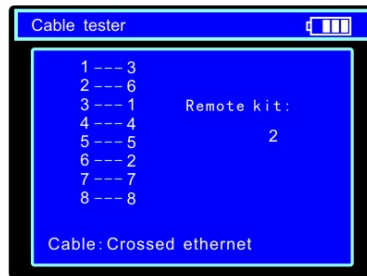 Cable tester
1 --- 3
2 --- 6
3 --- 1
4 --- 4
5 --- 5
6 --- 2
7 --- 7
8 --- 8
Remote kit:
2
Cable: Crossed ethernet